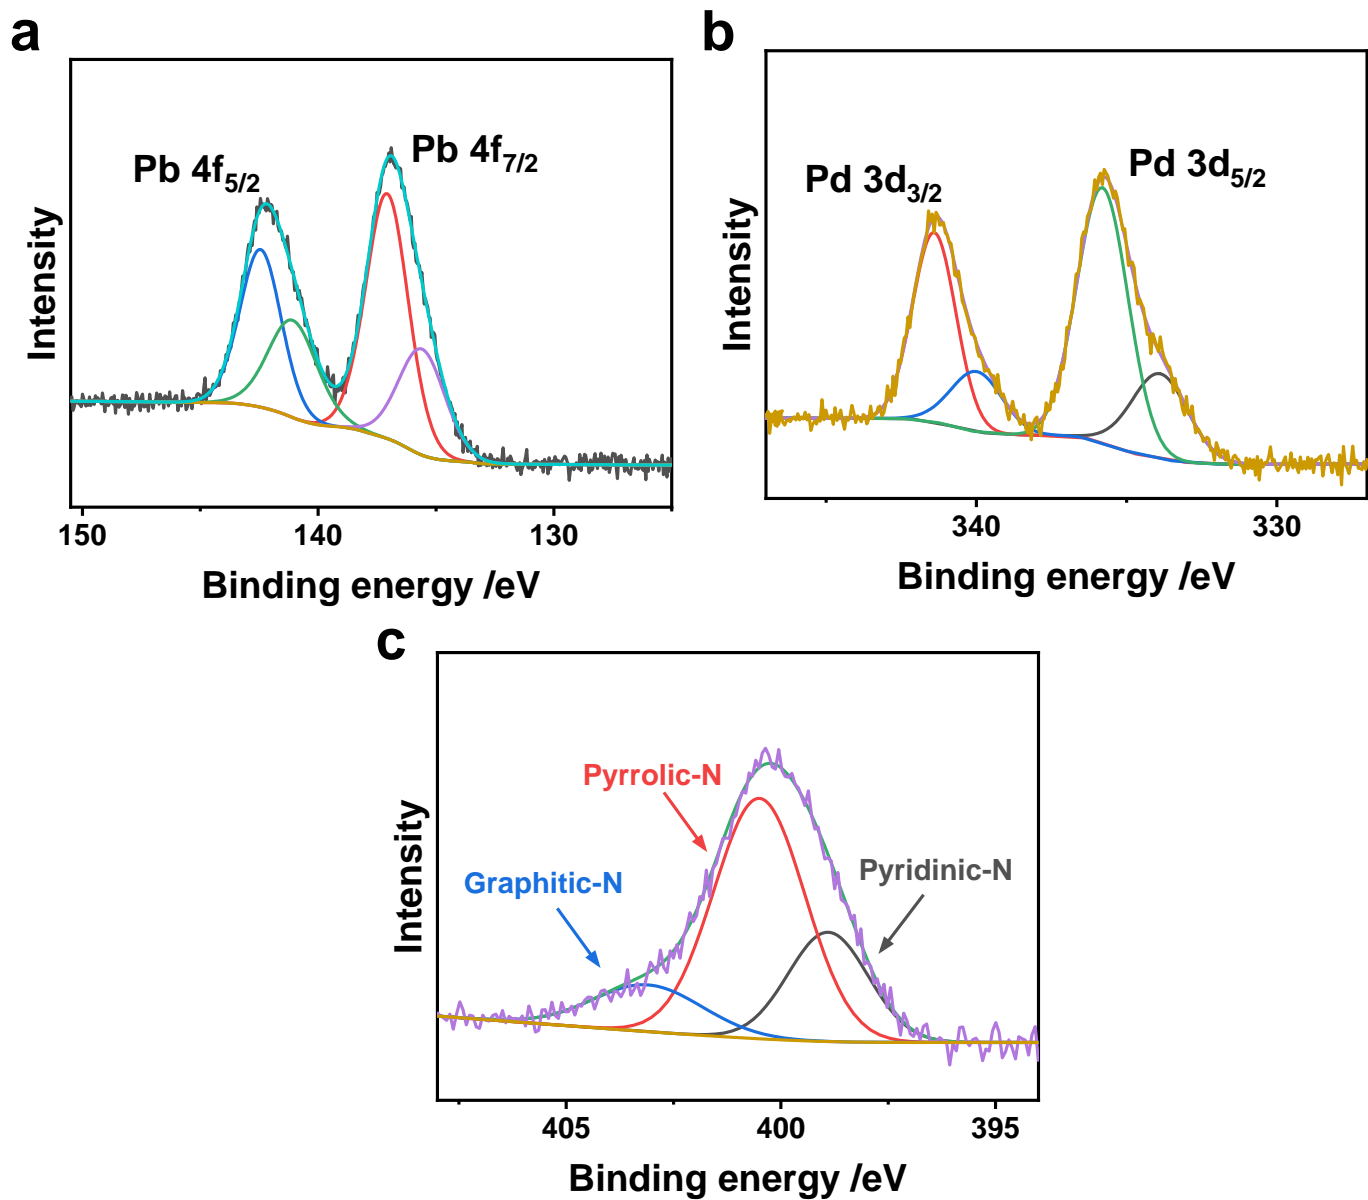 a
Pb 4f5/2
Pb 4f7/2
Intensity
150
140
130
Binding energy /eV
b
Pd 3d3/2
Pd 3d5/2
Intensity
340
330
Binding energy /eV
c
Pyrrolic-N
Graphitic-N
Pyridinic-N
Intensity
405
400
395
Binding energy /eV